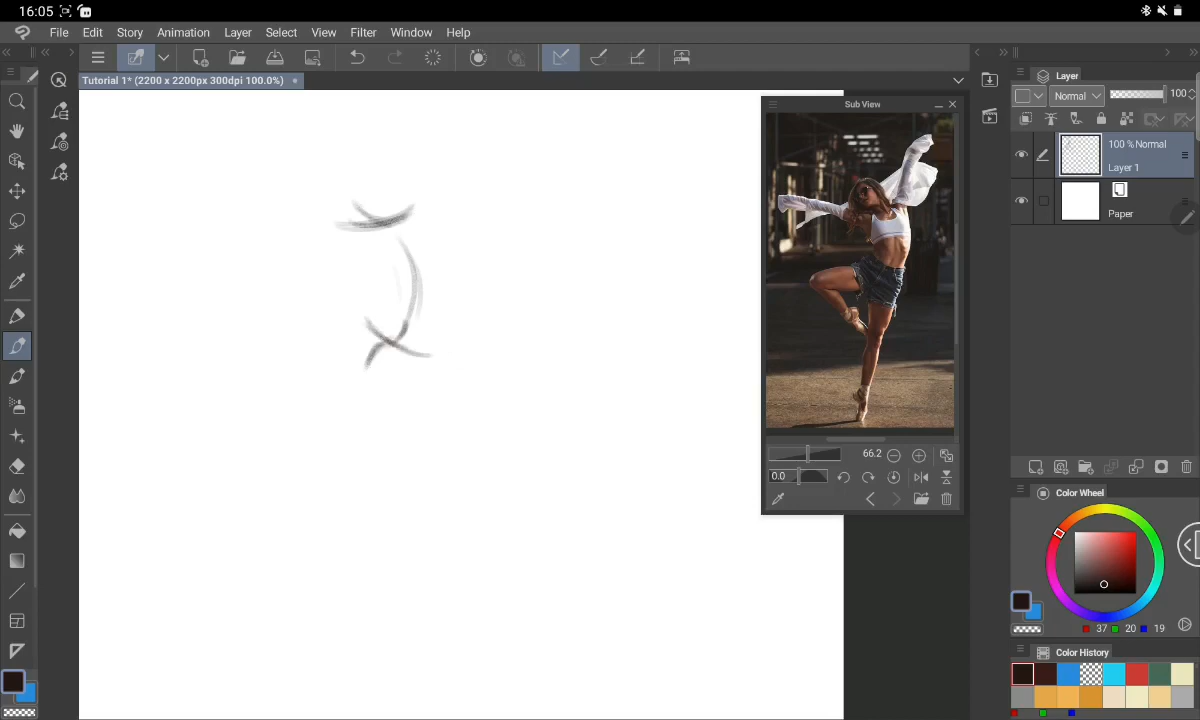 16:05
File Edit Story Animation Layer Select View Filter Window Help
Tutorial 1* (2200 x 2200px 300dpi 100.0%)
Sub View
66.2
0.0
Layer
Normal 100
100 % Normal
Layer 1
Paper
Color Wheel
37 20 19
Color History